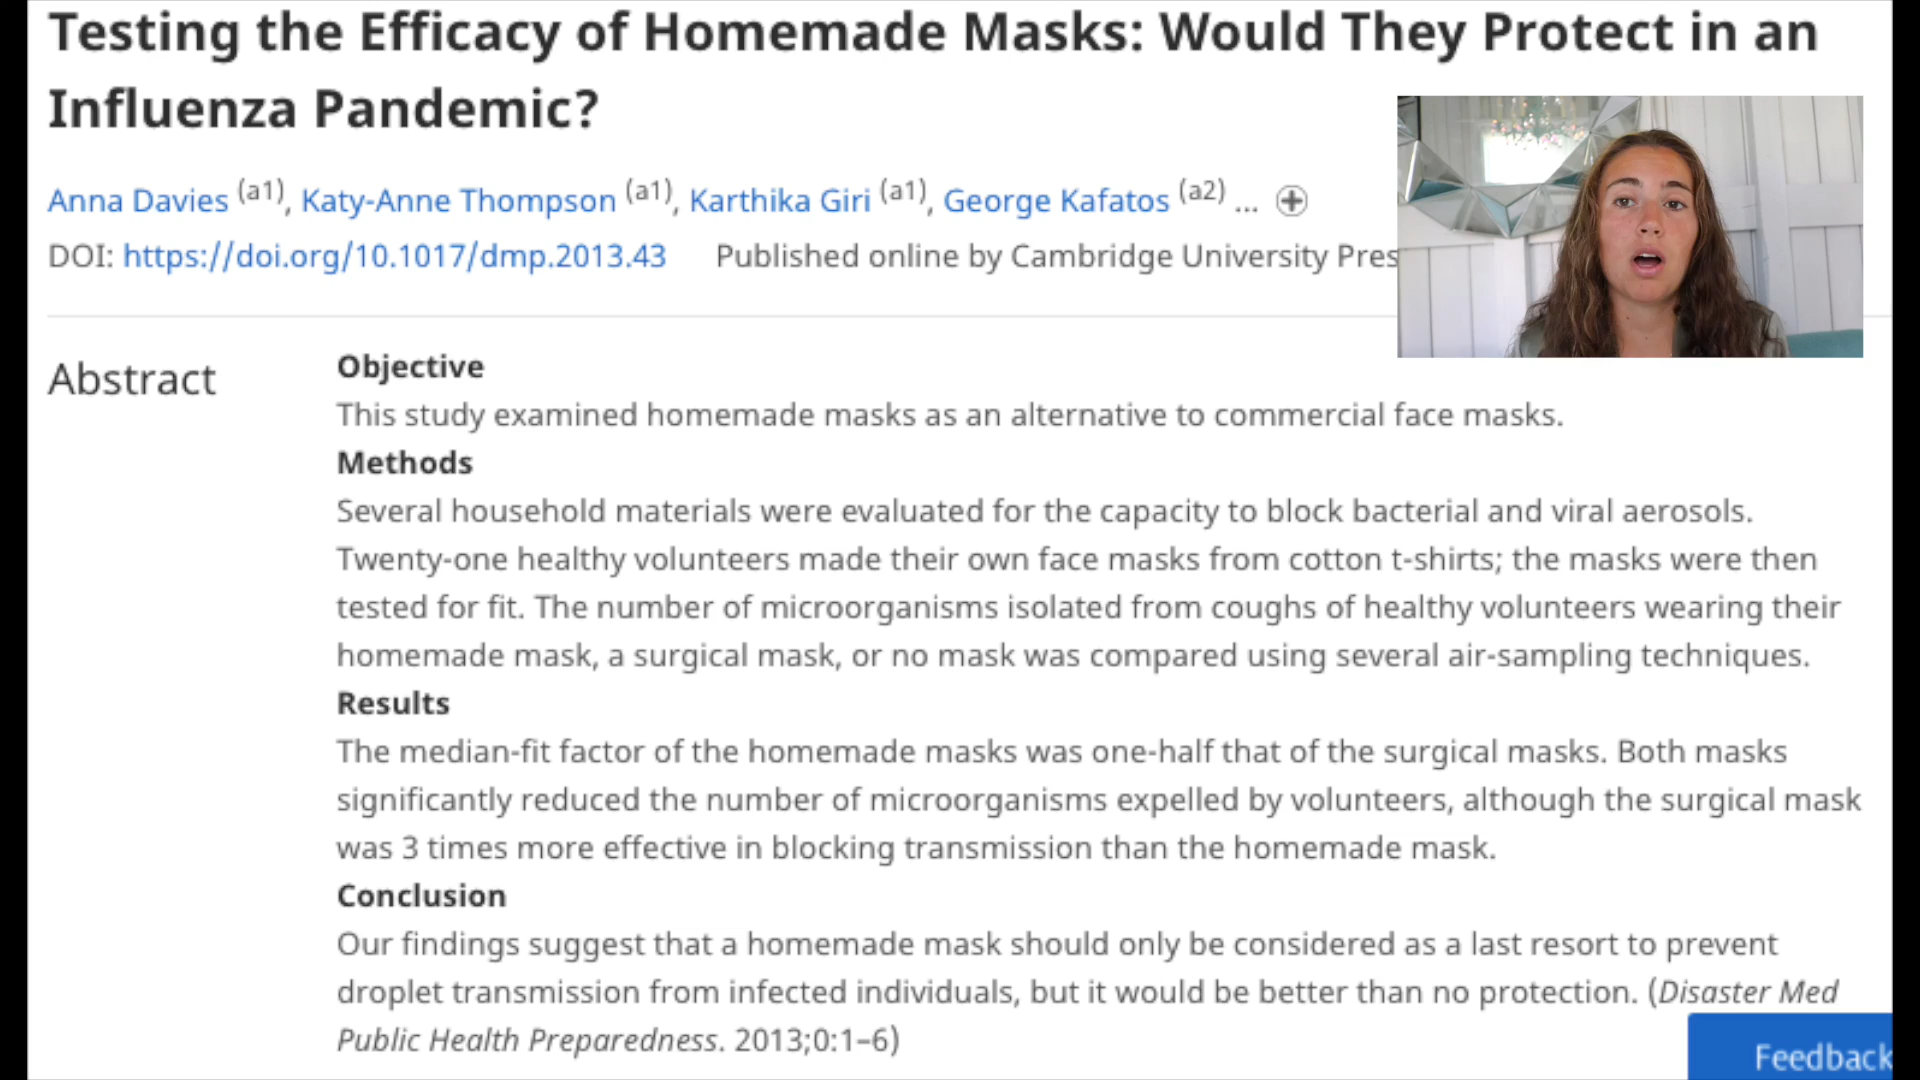 Testing the Efficacy of Homemade Masks: Would They Protect in an
Influenza Pandemic?
Anna Davies (a1), Katy-Anne Thompson (a1), Karthika Giri (a1), George Kafatos (a2) ...
DOI: https://doi.org/10.1017/dmp.2013.43 Published online by Cambridge University Pres
Abstract
Objective
This study examined homemade masks as an alternative to commercial face masks.
Methods
Several household materials were evaluated for the capacity to block bacterial and viral aerosols.
Twenty-one healthy volunteers made their own face masks from cotton t-shirts; the masks were then
tested for fit. The number of microorganisms isolated from coughs of healthy volunteers wearing their
homemade mask, a surgical mask, or no mask was compared using several air-sampling techniques.
Results
The median-fit factor of the homemade masks was one-half that of the surgical masks. Both masks
significantly reduced the number of microorganisms expelled by volunteers, although the surgical mask
was 3 times more effective in blocking transmission than the homemade mask.
Conclusion
Our findings suggest that a homemade mask should only be considered as a last resort to prevent
droplet transmission from infected individuals, but it would be better than no protection. (Disaster Med
Public Health Preparedness. 2013;0:1–6)
Feedback